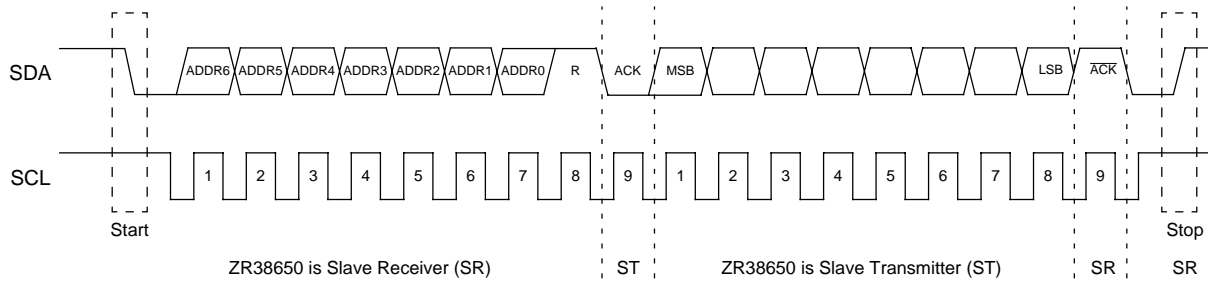 SDA ADDR6 ADDR5 ADDR4 ADDR3 ADDR2 ADDR1 ADDR0 R ACK MSB LSB ACK
SCL 1 2 3 4 5 6 7 8 9 1 2 3 4 5 6 7 8 9
Start Stop
ZR38650 is Slave Receiver (SR) ST ZR38650 is Slave Transmitter (ST) SR SR